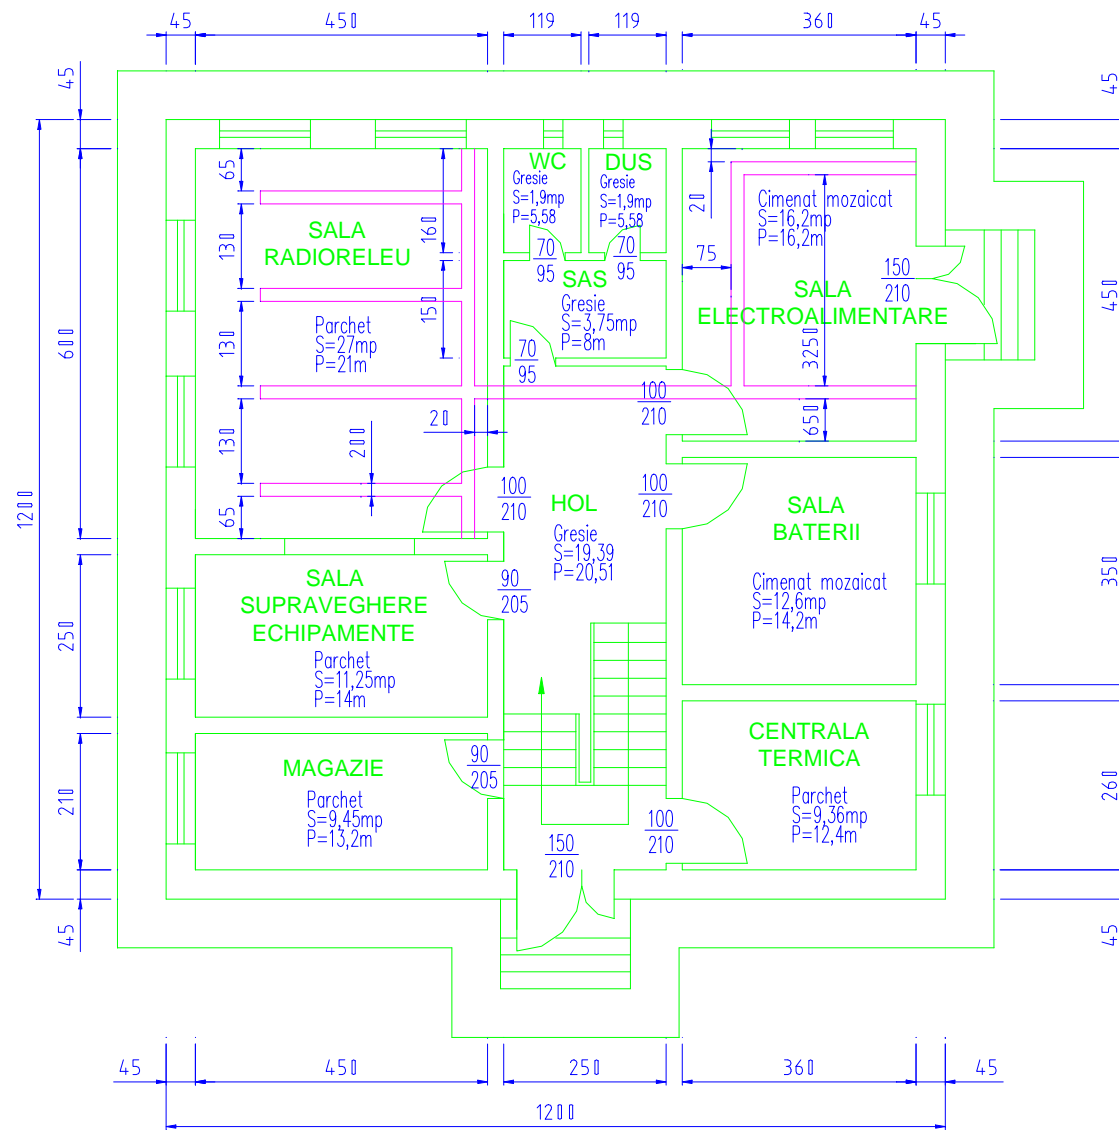 45
450
119
119
360
45
45
45
WC
Gresie
S=1,9mp
P=5,58
DUS
Gresie
S=1,9mp
P=5,58
65
160
20
Cimenat mozaicat
S=16,2mp
P=16,2m
SALA
RADIORELEU
130
70
95
70
95
75
150
210
SAS
Gresie
S=3,75mp
P=8m
150
SALA
ELECTROALIMENTARE
450
600
130
Parchet
S=27mp
P=21m
70
95
3250
100
210
650
20
130
200
1200
65
100
210
100
210
HOL
Gresie
S=19,39
P=20,51
SALA
BATERII
Cimenat mozaicat
S=12,6mp
P=14,2m
350
90
205
SALA
SUPRAVEGHERE
ECHIPAMENTE
Parchet
S=11,25mp
P=14m
250
CENTRALA
TERMICA
Parchet
S=9,36mp
P=12,4m
260
90
205
MAGAZIE
Parchet
S=9,45mp
P=13,2m
210
100
210
150
210
45
45
45
450
250
360
45
1200